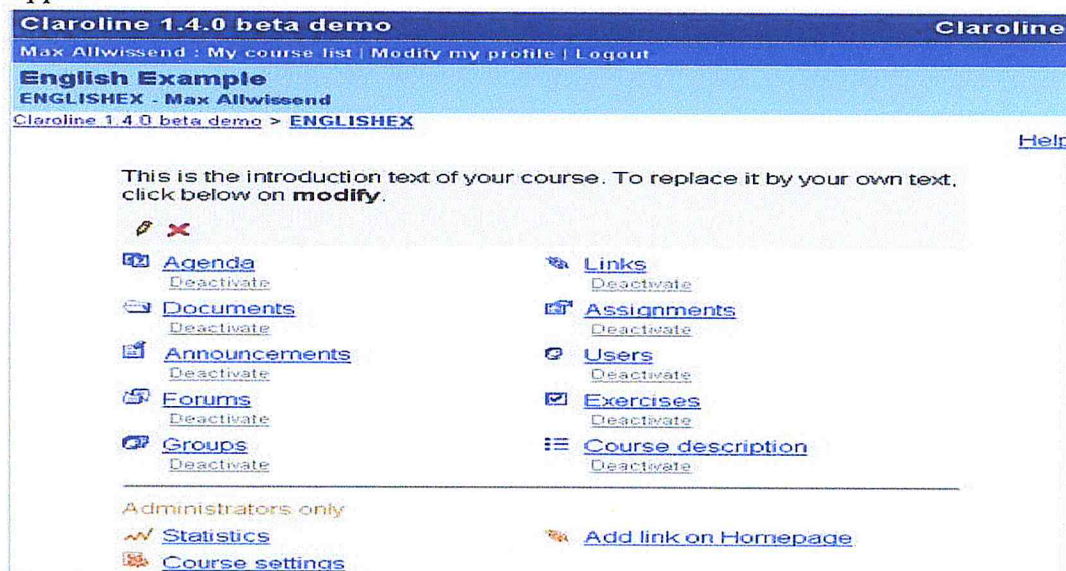 Claroline 1.4.0 beta demo Claroline
Max Allwissend : My course list | Modify my profile | Logout
English Example
ENGLISHEX - Max Allwissend
Claroline 1.4.0 beta demo > ENGLISHEX
Help
This is the introduction text of your course. To replace it by your own text,
click below on modify.
Agenda Links
Deactivate Deactivate
Documents Assignments
Deactivate Deactivate
Announcements Users
Deactivate Deactivate
Forums Exercises
Deactivate Deactivate
Groups Course description
Deactivate Deactivate
Administrators only
Statistics Add link on Homepage
Course settings